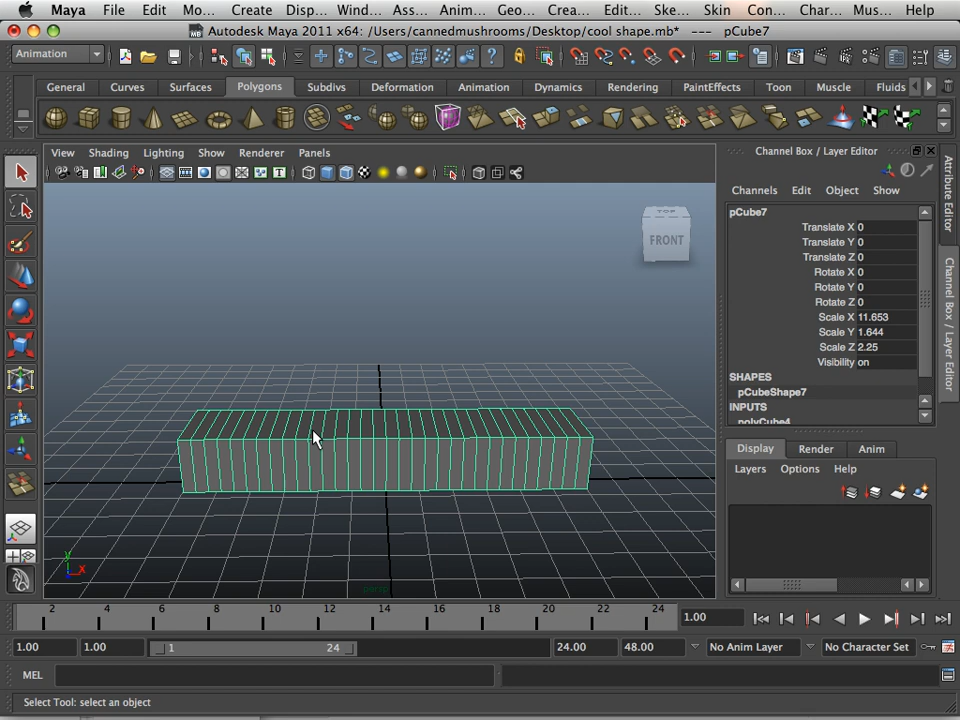 Maya File Edit Mo... Create Disp... Wind... Ass... Anim... Geo... Crea... Edit... Ske... Skin Con... Char... Mus... Help
Autodesk Maya 2011 x64: /Users/cannedmushrooms/Desktop/cool shape.mb* --- pCube7
Animation
General Curves Surfaces Polygons Subdivs Deformation Animation Dynamics Rendering PaintEffects Toon Muscle Fluids
View Shading Lighting Show Renderer Panels
Channel Box / Layer Editor
Channels Edit Object Show
pCube7
Translate X 0
Translate Y 0
Translate Z 0
Rotate X 0
Rotate Y 0
Rotate Z 0
Scale X 11.653
Scale Y 1.644
Scale Z 2.25
Visibility on
SHAPES
pCubeShape7
INPUTS
polyCube4
Display Render Anim
Layers Options Help
Attribute Editor
Channel Box / Layer Editor
TOP
FRONT
y
x
persp
2 4 6 8 10 12 14 16 18 20 22 24 1.00
1.00 1.00 1 24 24.00 48.00 No Anim Layer No Character Set
MEL
Select Tool: select an object